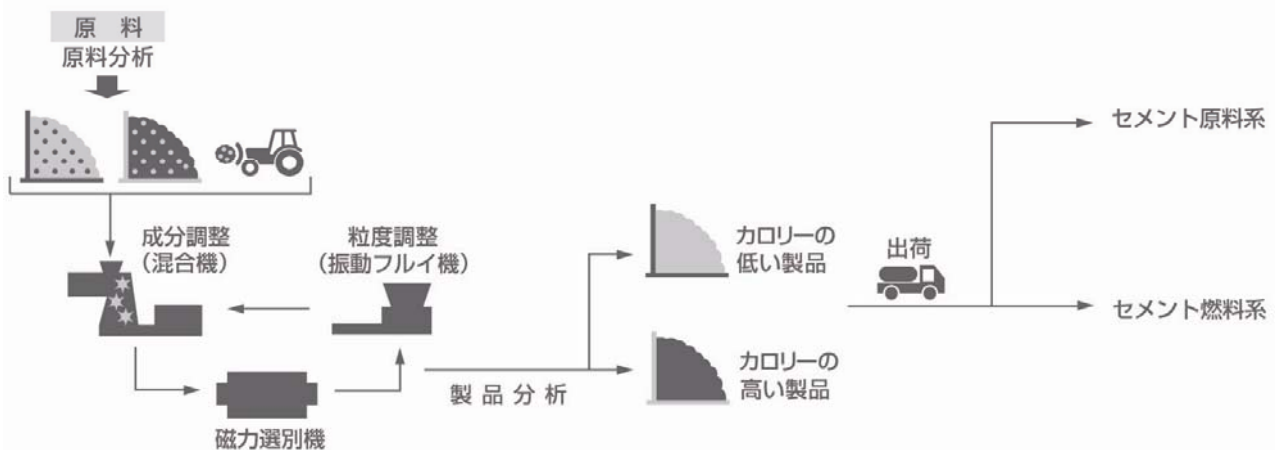 原　料
原料分析
成分調整
（混合機）
粒度調整
（振動フルイ機）
磁力選別機
製 品 分 析
カロリーの
低い製品
カロリーの
高い製品
出荷
セメント原料系
セメント燃料系